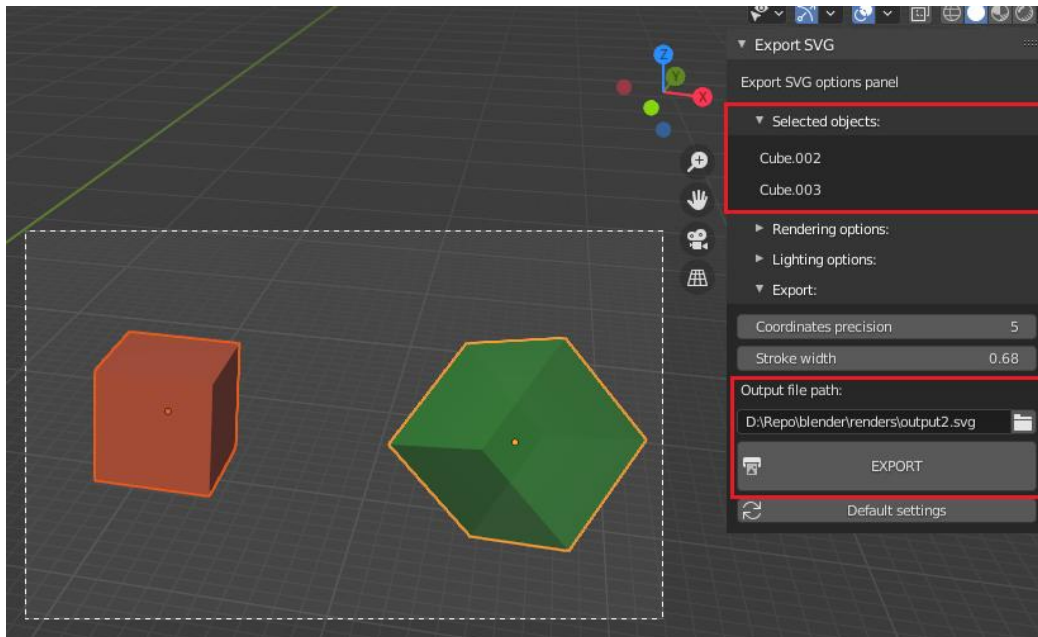 Export SVG
Z
Y
X
Export SVG options panel
Selected objects:
Cube.002
Cube.003
Rendering options:
Lighting options:
Export:
Coordinates precision 5
Stroke width 0.68
Output file path:
D:\Repo\blender\renders\output2.svg
EXPORT
Default settings